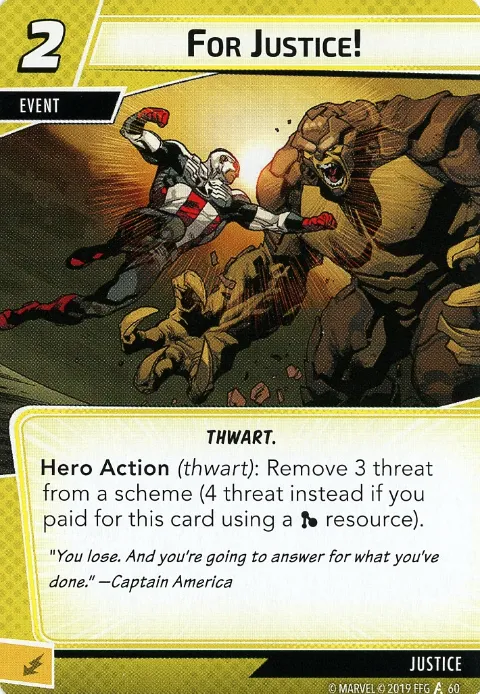 2
FOR JUSTICE!
EVENT
THWART.
Hero Action (thwart): Remove 3 threat
from a scheme (4 threat instead if you
paid for this card using a resource).
"You lose. And you're going to answer for what you've
done." —Captain America
JUSTICE
© MARVEL © 2019 FFG 60